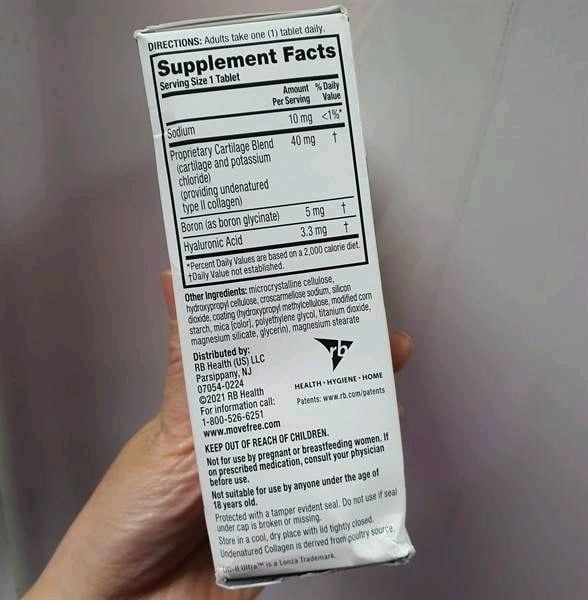 DIRECTIONS: Adults take one (1) tablet daily.
Supplement Facts
Serving Size 1 Tablet
Amount % Daily
Per Serving Value
Sodium 10 mg <1%*
Proprietary Cartilage Blend 40 mg †
(cartilage and potassium
chloride)
(providing undenatured
type II collagen)
Boron (as boron glycinate) 5 mg †
Hyaluronic Acid 3.3 mg †
*Percent Daily Values are based on a 2,000 calorie diet.
†Daily Value not established.
Other Ingredients: microcrystalline cellulose,
hydroxypropyl cellulose, croscarmellose sodium, silicon
dioxide, coating (hydroxypropyl methylcellulose, modified corn
starch, mica [color], polyethylene glycol, titanium dioxide,
magnesium silicate, glycerin), magnesium stearate
Distributed by:
RB Health (US) LLC
Parsippany, NJ
07054-0224
©2021 RB Health
For information call:
1-800-526-6251
www.movefree.com
rb
HEALTH • HYGIENE • HOME
Patents: www.rb.com/patents
KEEP OUT OF REACH OF CHILDREN.
Not for use by pregnant or breastfeeding women. If
on prescribed medication, consult your physician
before use.
Not suitable for use by anyone under the age of
18 years old.
Protected with a tamper evident seal. Do not use if seal
under cap is broken or missing.
Store in a cool, dry place with lid tightly closed.
Undenatured Collagen is derived from poultry source.
Ultra™ is a Lonza Trademark.